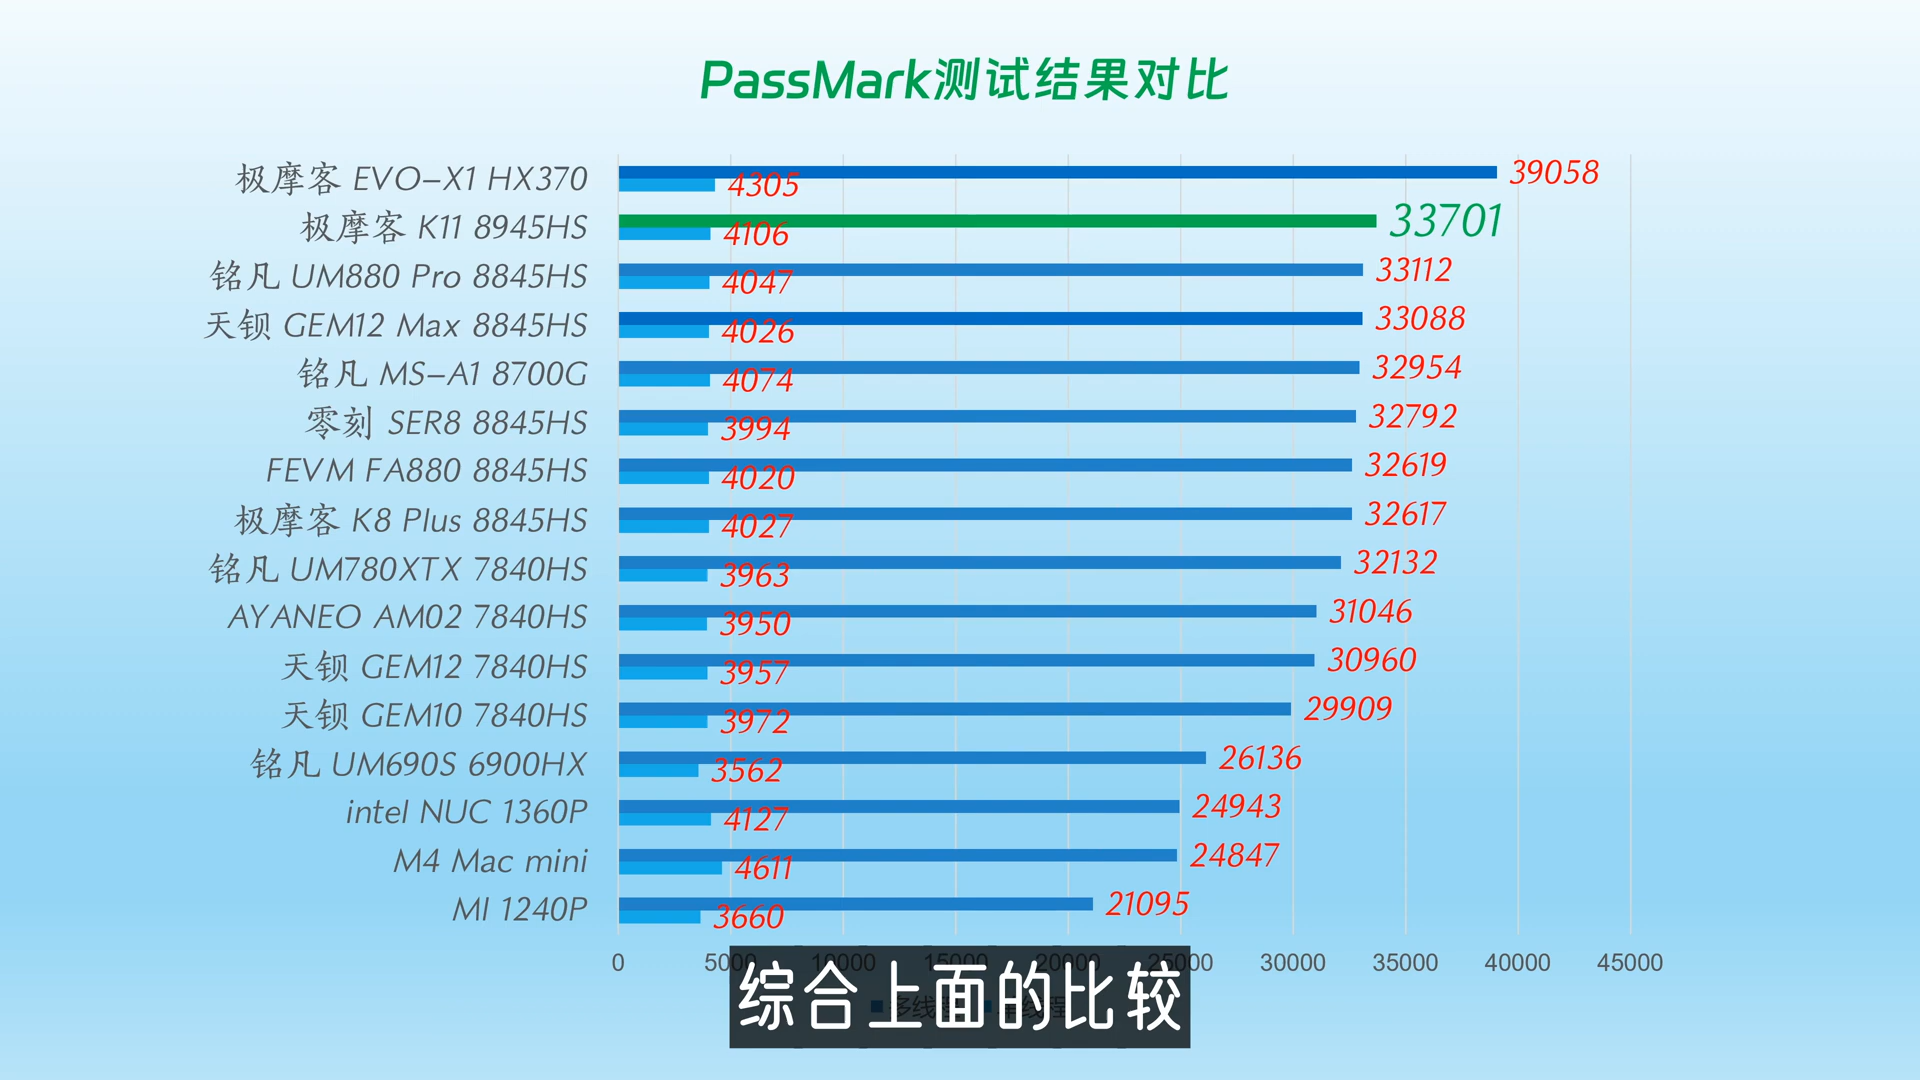 PassMark测试结果对比
极摩客 EVO-X1 HX370 39058
4305
极摩客 K11 8945HS 33701
4106
铭凡 UM880 Pro 8845HS 33112
4047
天钡 GEM12 Max 8845HS 33088
4026
铭凡 MS-A1 8700G 32954
4074
零刻 SER8 8845HS 32792
3994
FEVM FA880 8845HS 32619
4020
极摩客 K8 Plus 8845HS 32617
4027
铭凡 UM780XTX 7840HS 32132
3963
AYANEO AM02 7840HS 31046
3950
天钡 GEM12 7840HS 30960
3957
天钡 GEM10 7840HS 29909
3972
铭凡 UM690S 6900HX 26136
3562
intel NUC 1360P 24943
4127
M4 Mac mini 24847
4611
MI 1240P 21095
3660
0 5000 10000 15000 20000 25000 30000 35000 40000 45000
综合上面的比较